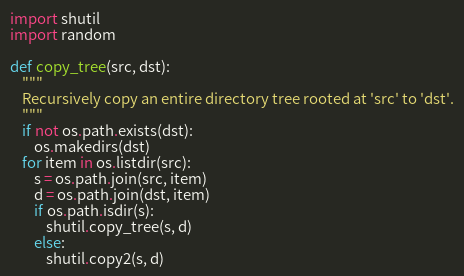 import shutil
import random

def copy_tree(src, dst):
    """
    Recursively copy an entire directory tree rooted at 'src' to 'dst'.
    """
    if not os.path.exists(dst):
        os.makedirs(dst)
    for item in os.listdir(src):
        s = os.path.join(src, item)
        d = os.path.join(dst, item)
        if os.path.isdir(s):
            shutil.copy_tree(s, d)
        else:
            shutil.copy2(s, d)